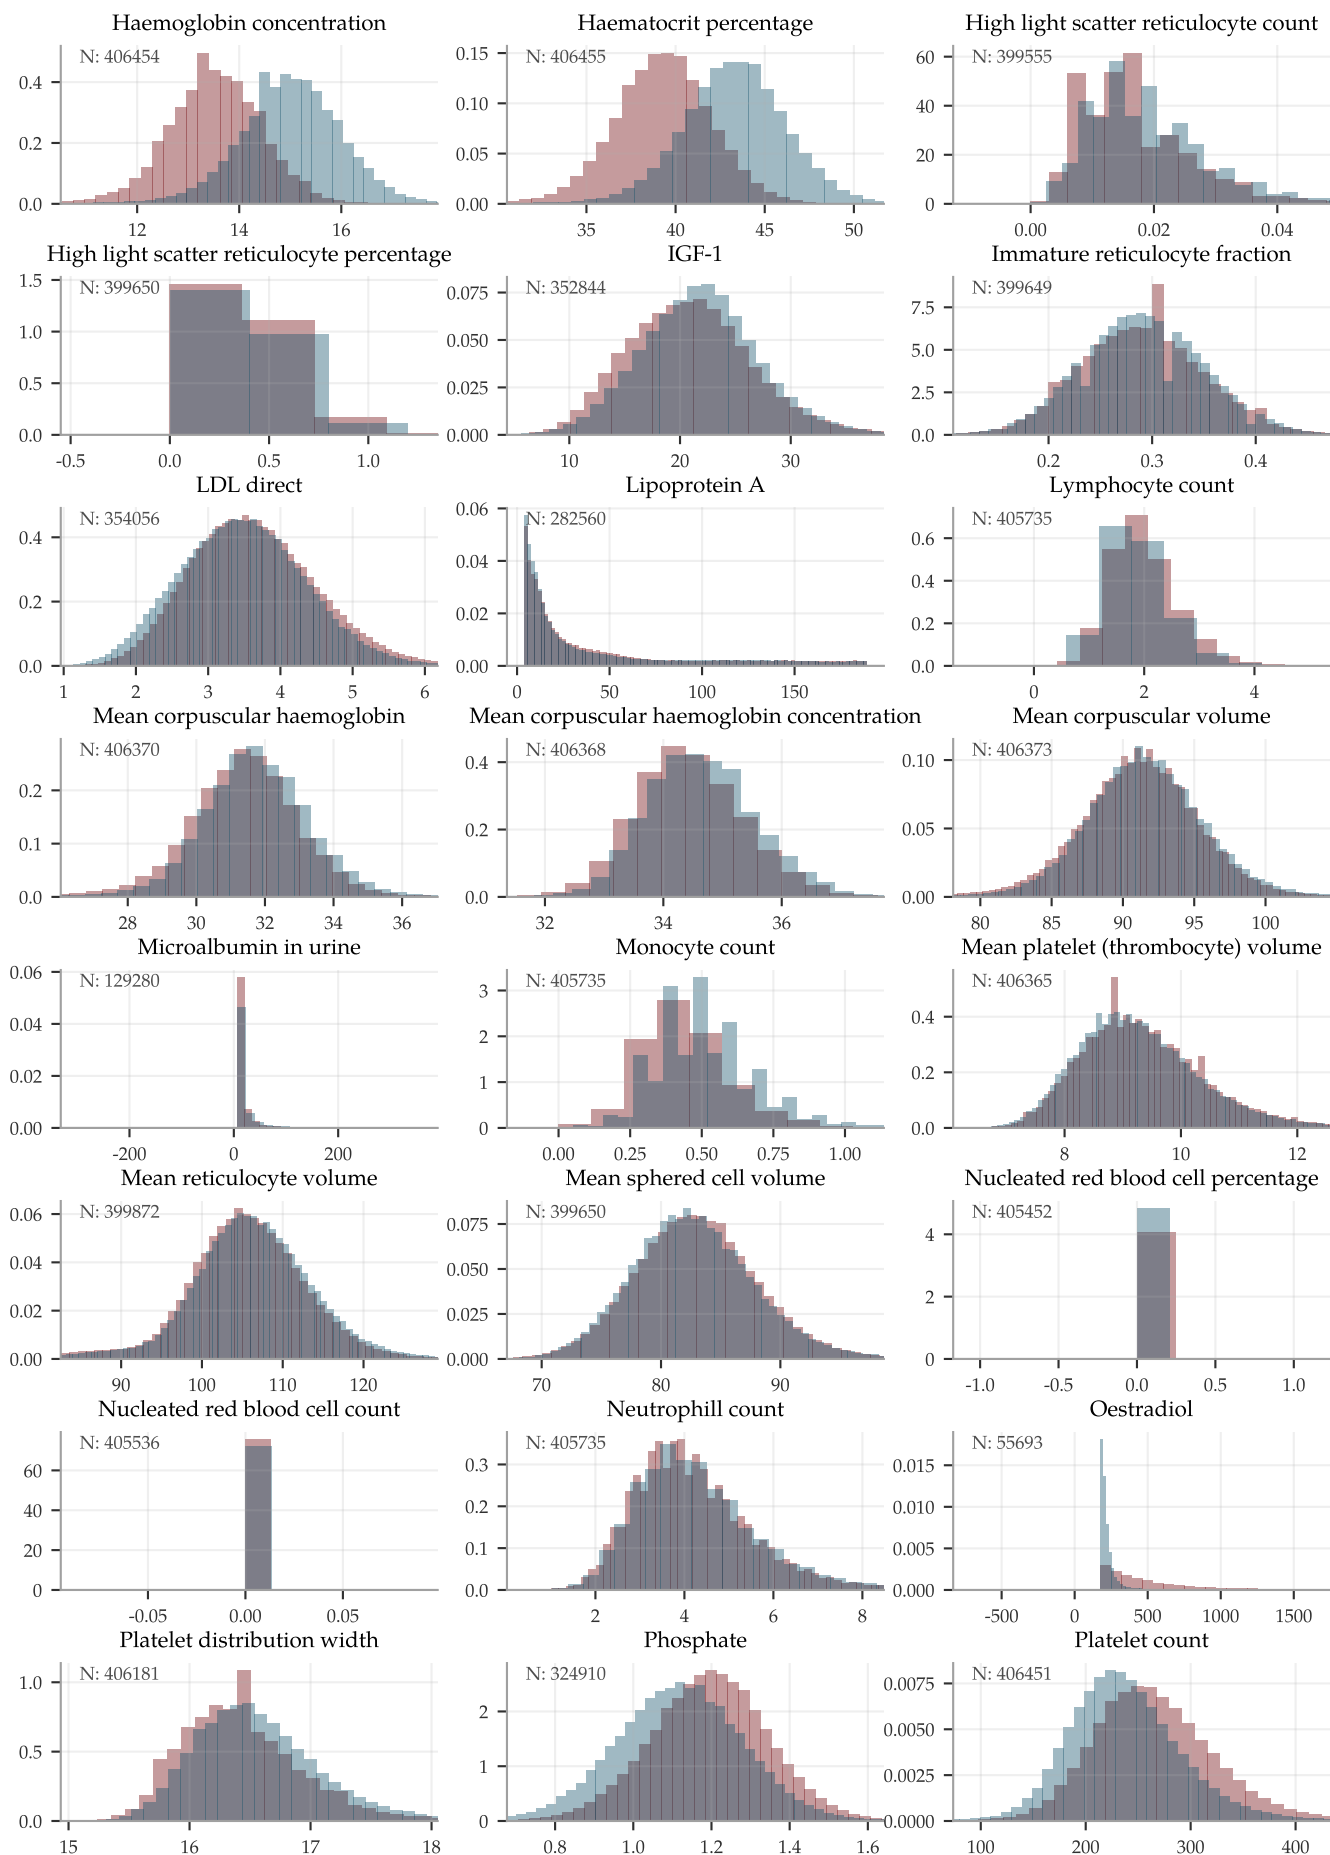 Haemoglobin concentration
N: 406454
0.4
0.2
0.0
12 14 16
Haematocrit percentage
N: 406455
0.15
0.10
0.05
0.00
35 40 45 50
High light scatter reticulocyte count
N: 399555
60
40
20
0
0.00 0.02 0.04
High light scatter reticulocyte percentage
N: 399650
1.5
1.0
0.5
0.0
-0.5 0.0 0.5 1.0
IGF-1
N: 352844
0.075
0.050
0.025
0.000
10 20 30
Immature reticulocyte fraction
N: 399649
7.5
5.0
2.5
0.0
0.2 0.3 0.4
LDL direct
N: 354056
0.4
0.2
0.0
1 2 3 4 5 6
Lipoprotein A
N: 282560
0.06
0.04
0.02
0.00
0 50 100 150
Lymphocyte count
N: 405735
0.6
0.4
0.2
0.0
0 2 4
Mean corpuscular haemoglobin
N: 406370
0.2
0.1
0.0
28 30 32 34 36
Mean corpuscular haemoglobin concentration
N: 406368
0.4
0.2
0.0
32 34 36
Mean corpuscular volume
N: 406373
0.10
0.05
0.00
80 85 90 95 100
Microalbumin in urine
N: 129280
0.06
0.04
0.02
0.00
-200 0 200
Monocyte count
N: 405735
3
2
1
0
0.00 0.25 0.50 0.75 1.00
Mean platelet (thrombocyte) volume
N: 406365
0.4
0.2
0.0
8 10 12
Mean reticulocyte volume
N: 399872
0.06
0.04
0.02
0.00
90 100 110 120
Mean sphered cell volume
N: 399650
0.075
0.050
0.025
0.000
70 80 90
Nucleated red blood cell percentage
N: 405452
4
2
0
-1.0 -0.5 0.0 0.5 1.0
Nucleated red blood cell count
N: 405536
60
40
20
0
-0.05 0.00 0.05
Neutrophill count
N: 405735
0.3
0.2
0.1
0.0
2 4 6 8
Oestradiol
N: 55693
0.015
0.010
0.005
0.000
-500 0 500 1000 1500
Platelet distribution width
N: 406181
1.0
0.5
0.0
15 16 17 18
Phosphate
N: 324910
2
1
0
0.8 1.0 1.2 1.4 1.6
Platelet count
N: 406451
0.0075
0.0050
0.0025
0.0000
100 200 300 400